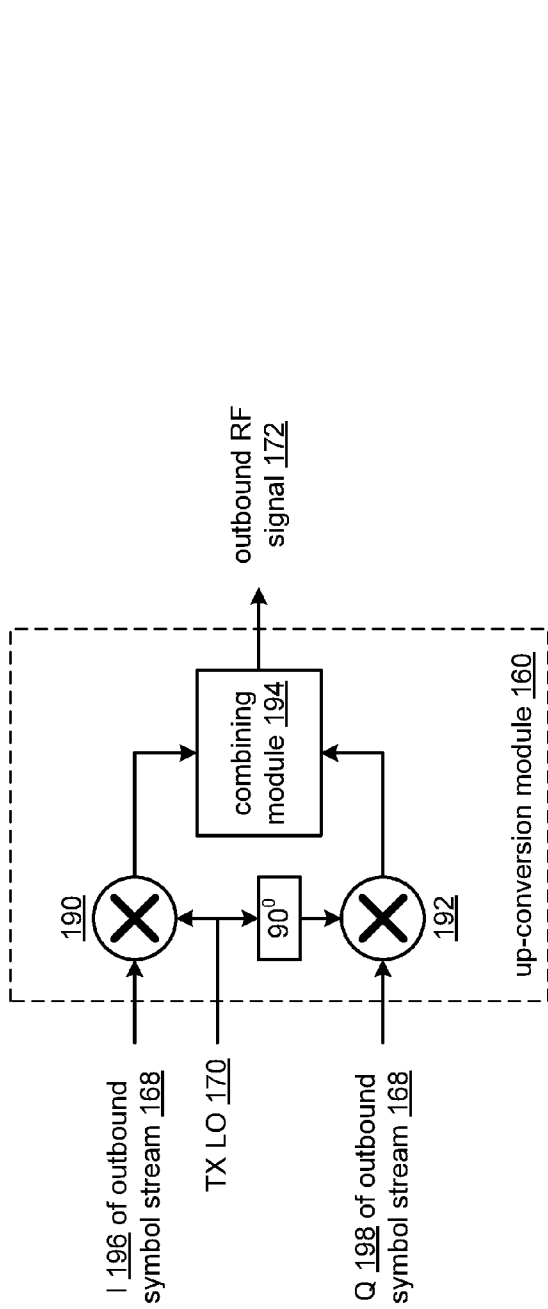 I 196 of outbound
symbol stream 168
TX LO 170
Q 198 of outbound
symbol stream 168
190
90⁰
192
combining
module 194
up-conversion module 160
outbound RF
signal 172